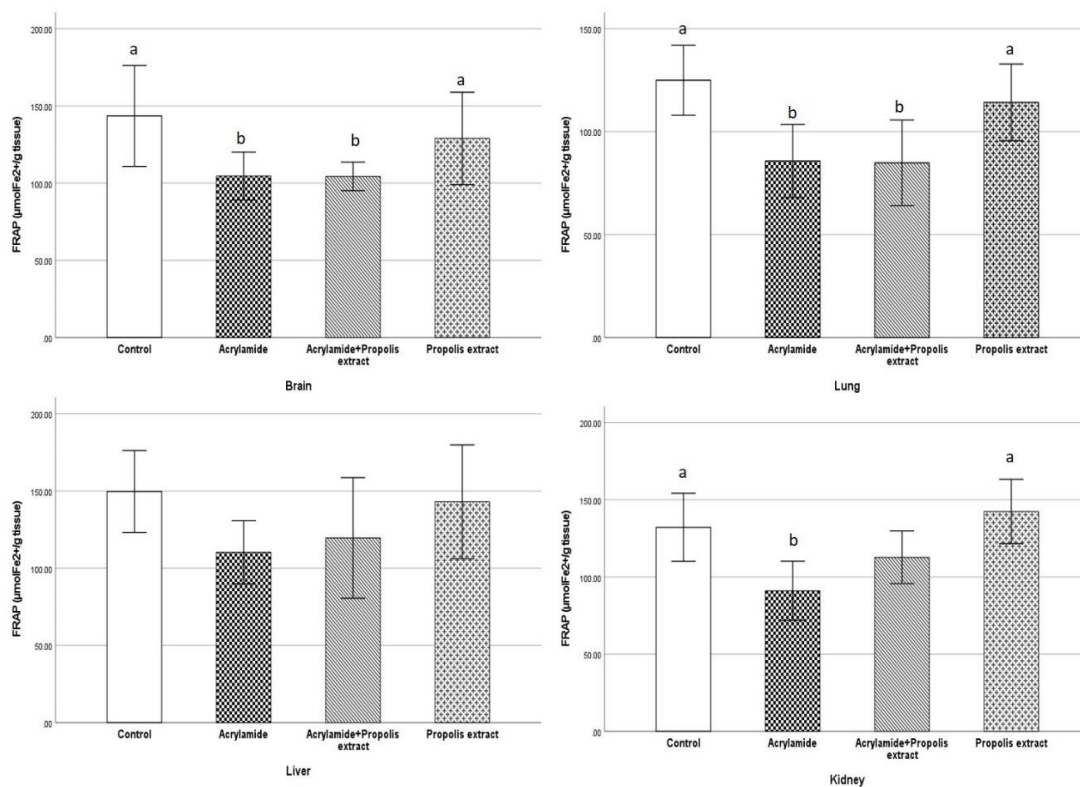 200.00
150.00
100.00
50.00
.00
FRAP (µmolFe2+/g tissue)
a
b
b
a
Control
Acrylamide
Acrylamide+Propolis
extract
Propolis extract
Brain
150.00
100.00
50.00
.00
FRAP (µmolFe2+/g tissue)
a
b
b
a
Control
Acrylamide
Acrylamide+Propolis
extract
Propolis extract
Lung
200.00
150.00
100.00
50.00
.00
FRAP (µmolFe2+/g tissue)
Control
Acrylamide
Acrylamide+Propolis
extract
Propolis extract
Liver
200.00
150.00
100.00
50.00
.00
FRAP (µmolFe2+/g tissue)
a
b
a
Control
Acrylamide
Acrylamide+Propolis
extract
Propolis extract
Kidney